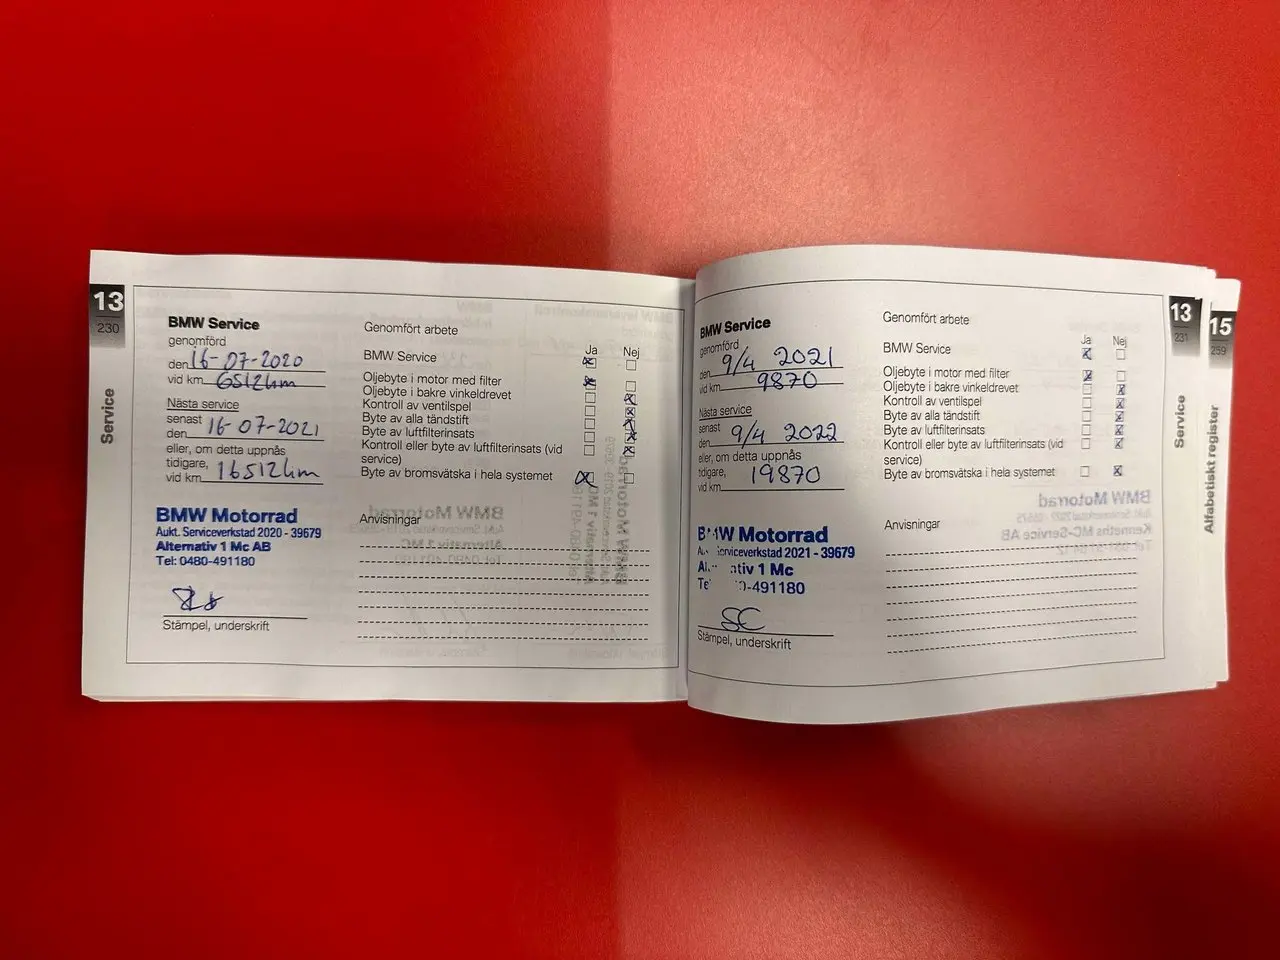 13
230
Service
BMW Service
genomförd
den 16-07-2020
vid km 6512km
Nästa service
senast
den 16-07-2021
eller, om detta uppnås
tidigare,
vid km 16512km
BMW Motorrad
Aukt. Serviceverkstad 2020 - 39679
Alternativ 1 Mc AB
Tel: 0480-491180
Stämpel, underskrift
Genomfört arbete
Ja Nej
BMW Service
Oljebyte i motor med filter
Oljebyte i bakre vinkeldrevet
Kontroll av ventilspel
Byte av alla tändstift
Byte av luftfilterinsats
Kontroll eller byte av luftfilterinsats (vid
service)
Byte av bromsvätska i hela systemet
Anvisningar
BMW Service
genomförd
den 9/4 2021
vid km 9870
Nästa service
senast
den 9/4 2022
eller, om detta uppnås
tidigare,
vid km 19870
Motorrad
Serviceverkstad 2021 - 39679
1 Mc
-491180
SC
Stämpel, underskrift
Genomfört arbete
Ja Nej
BMW Service
Oljebyte i motor med filter
Oljebyte i bakre vinkeldrevet
Kontroll av ventilspel
Byte av alla tändstift
Byte av luftfilterinsats
Kontroll eller byte av luftfilterinsats (vid
service)
Byte av bromsvätska i hela systemet
Anvisningar
13
231
Service
15
259
Alfabetiskt register